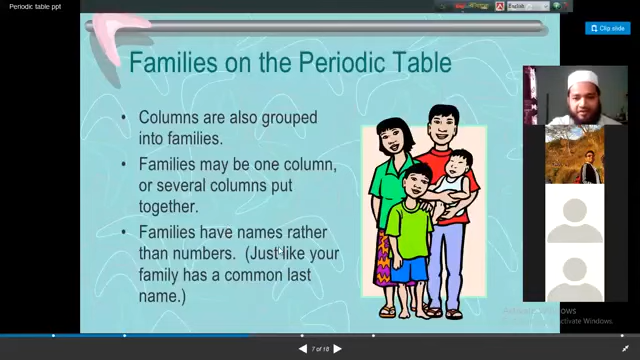 Periodic table ppt
English
Clip slide
Families on the Periodic Table
• Columns are also grouped
into families.
• Families may be one column,
or several columns put
together.
• Families have names rather
than numbers. (Just like your
family has a common last
name.)
Windows.
7 of 18